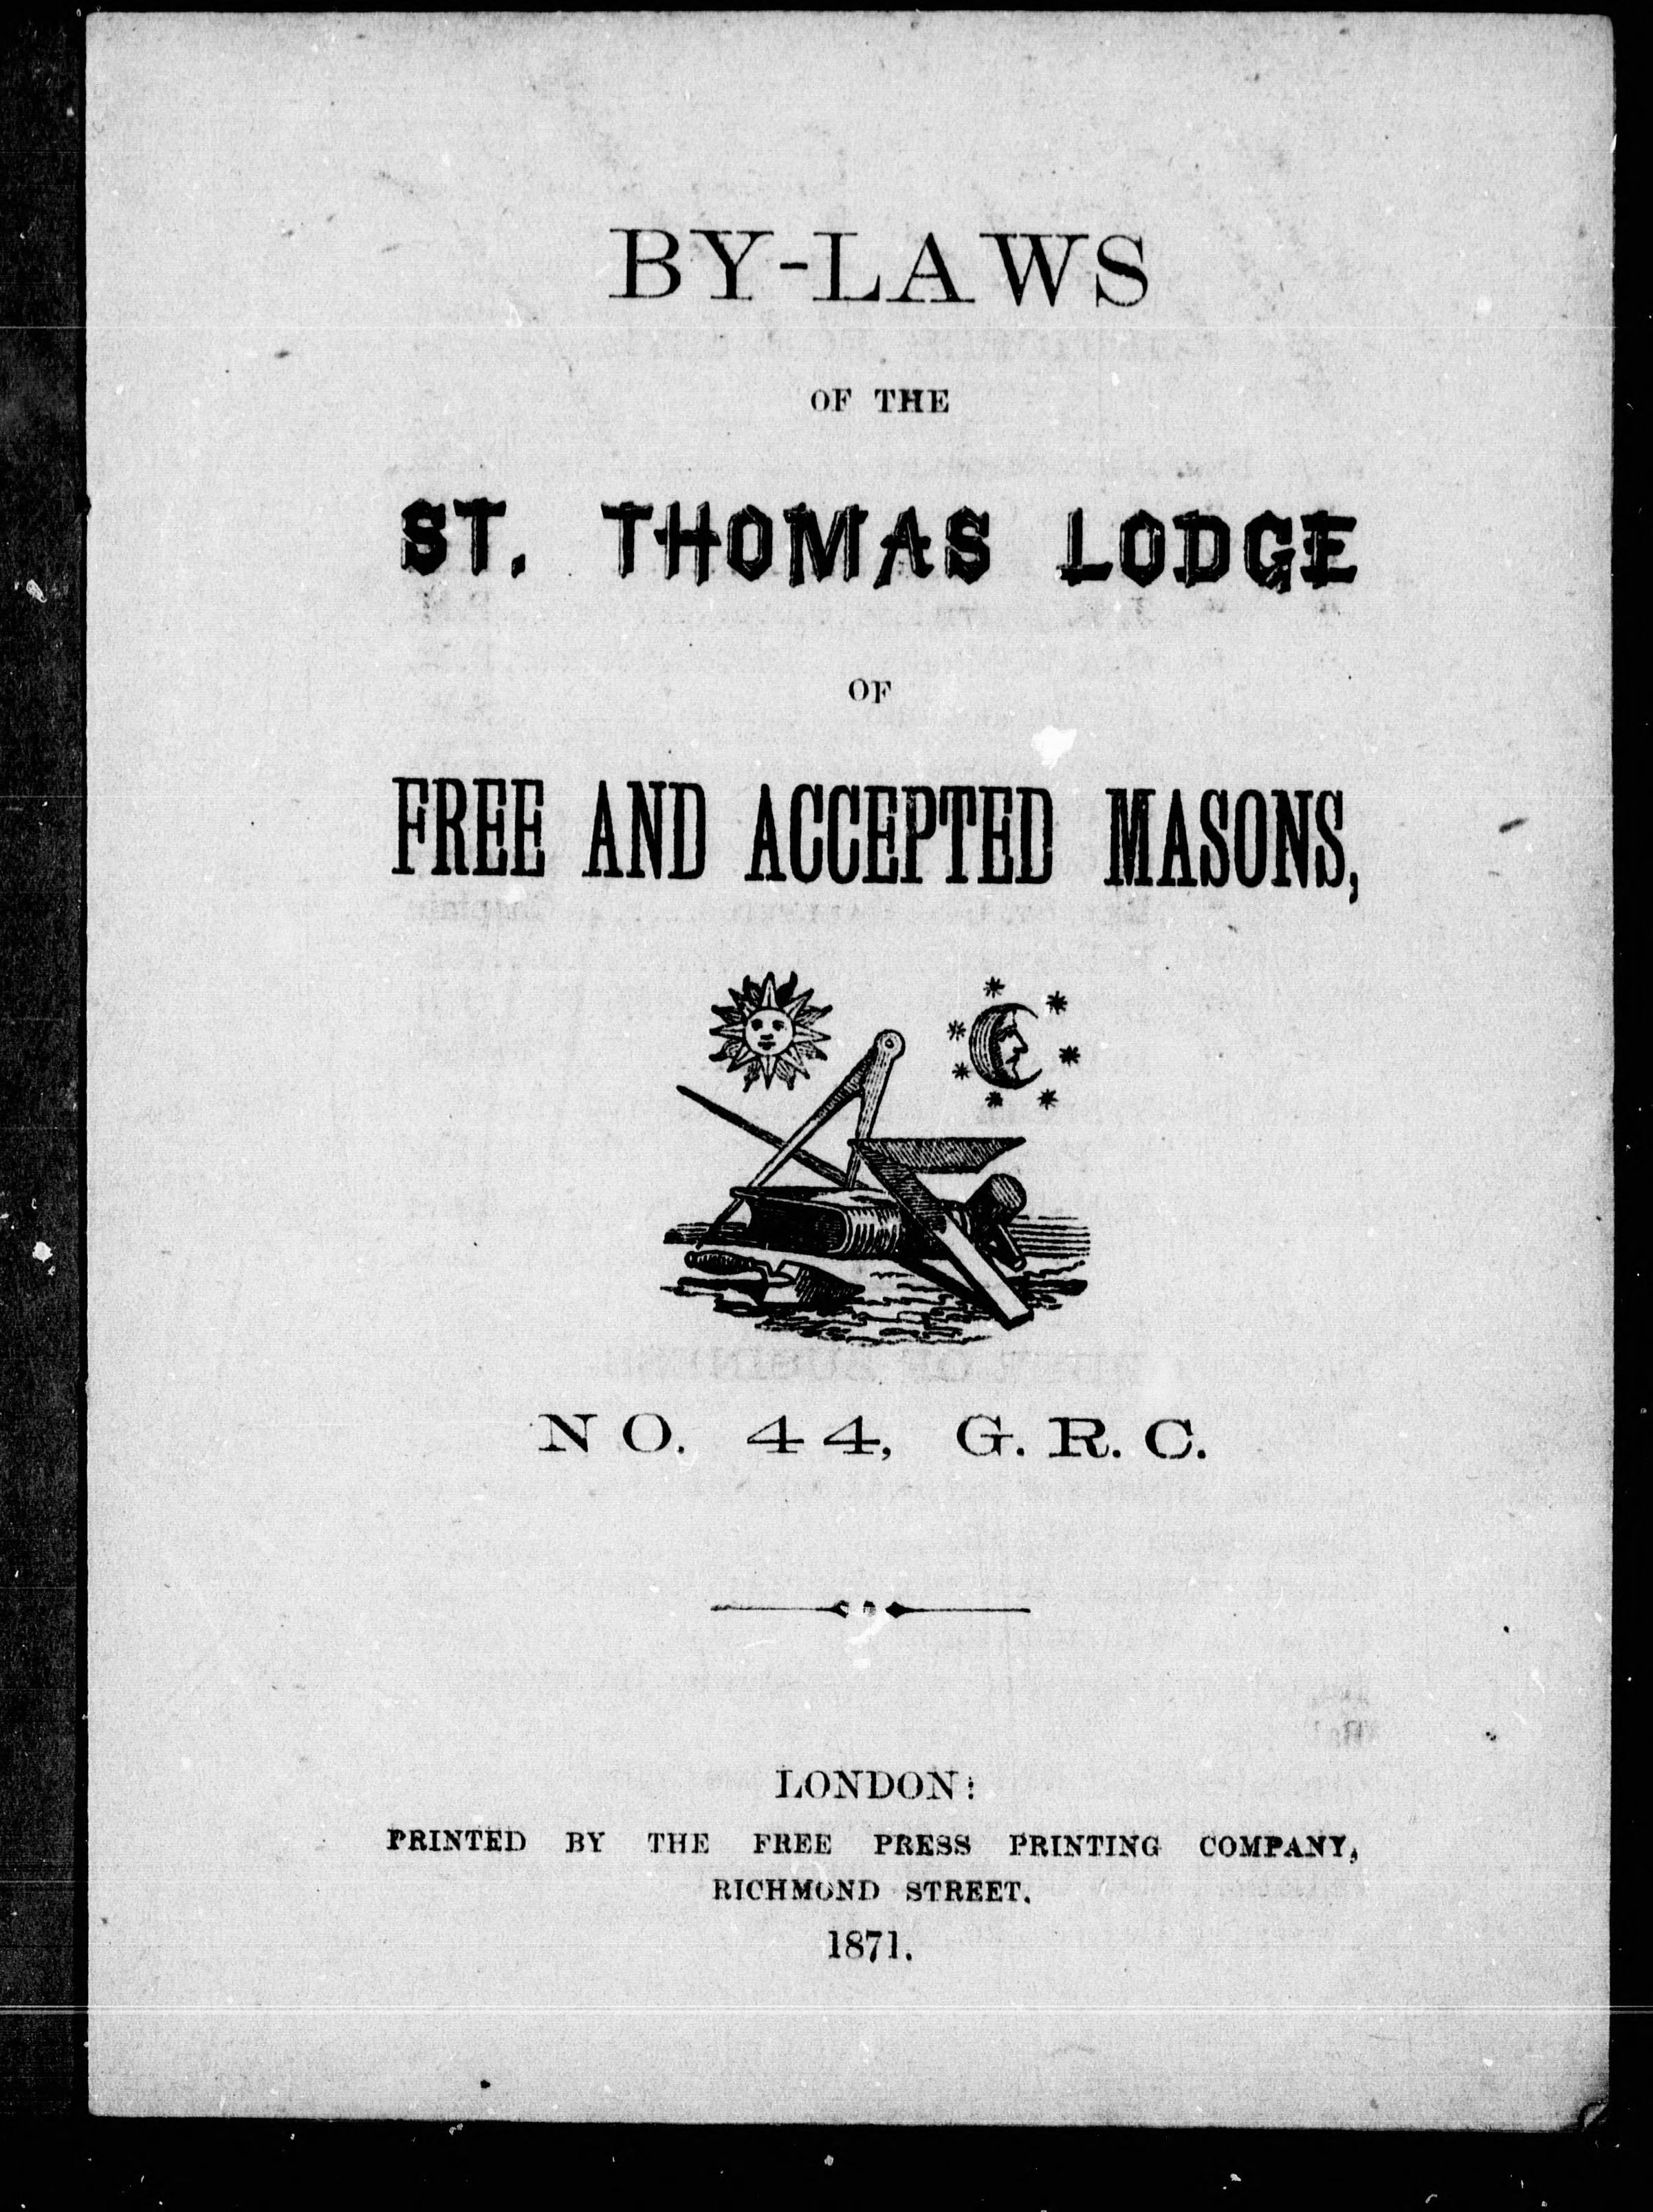 BY-LAWS
OF THE
ST. THOMAS LODGE
OF
FREE AND ACCEPTED MASONS,
NO. 44, G. R. C.
LONDON:
PRINTED BY THE FREE PRESS PRINTING COMPANY,
RICHMOND STREET.
1871.